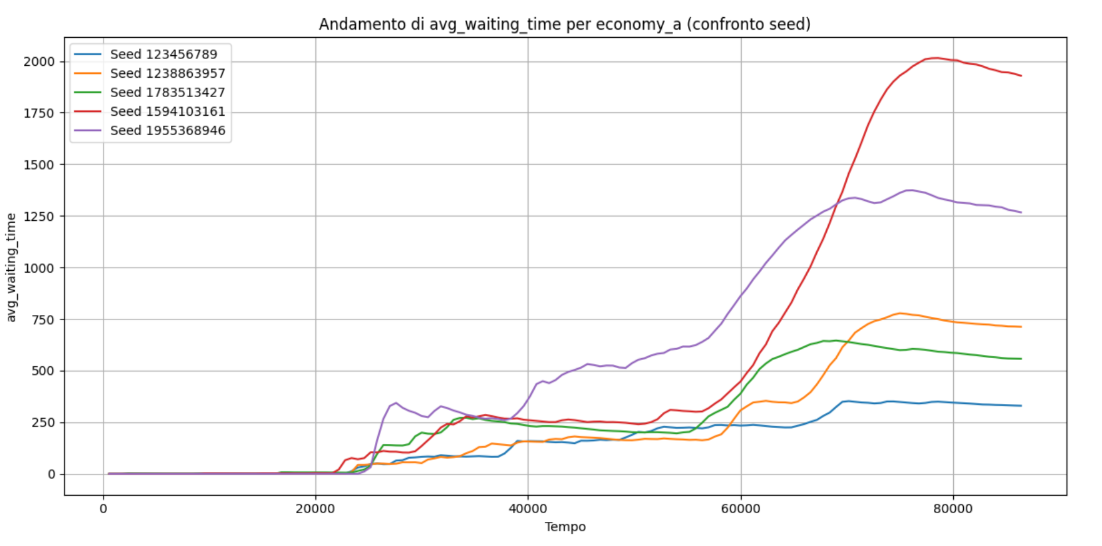 Andamento di avg_waiting_time per economy_a (confronto seed)
Seed 123456789
Seed 1238863957
Seed 1783513427
Seed 1594103161
Seed 1955368946
avg_waiting_time
2000
1750
1500
1250
1000
750
500
250
0
0 20000 40000 60000 80000
Tempo